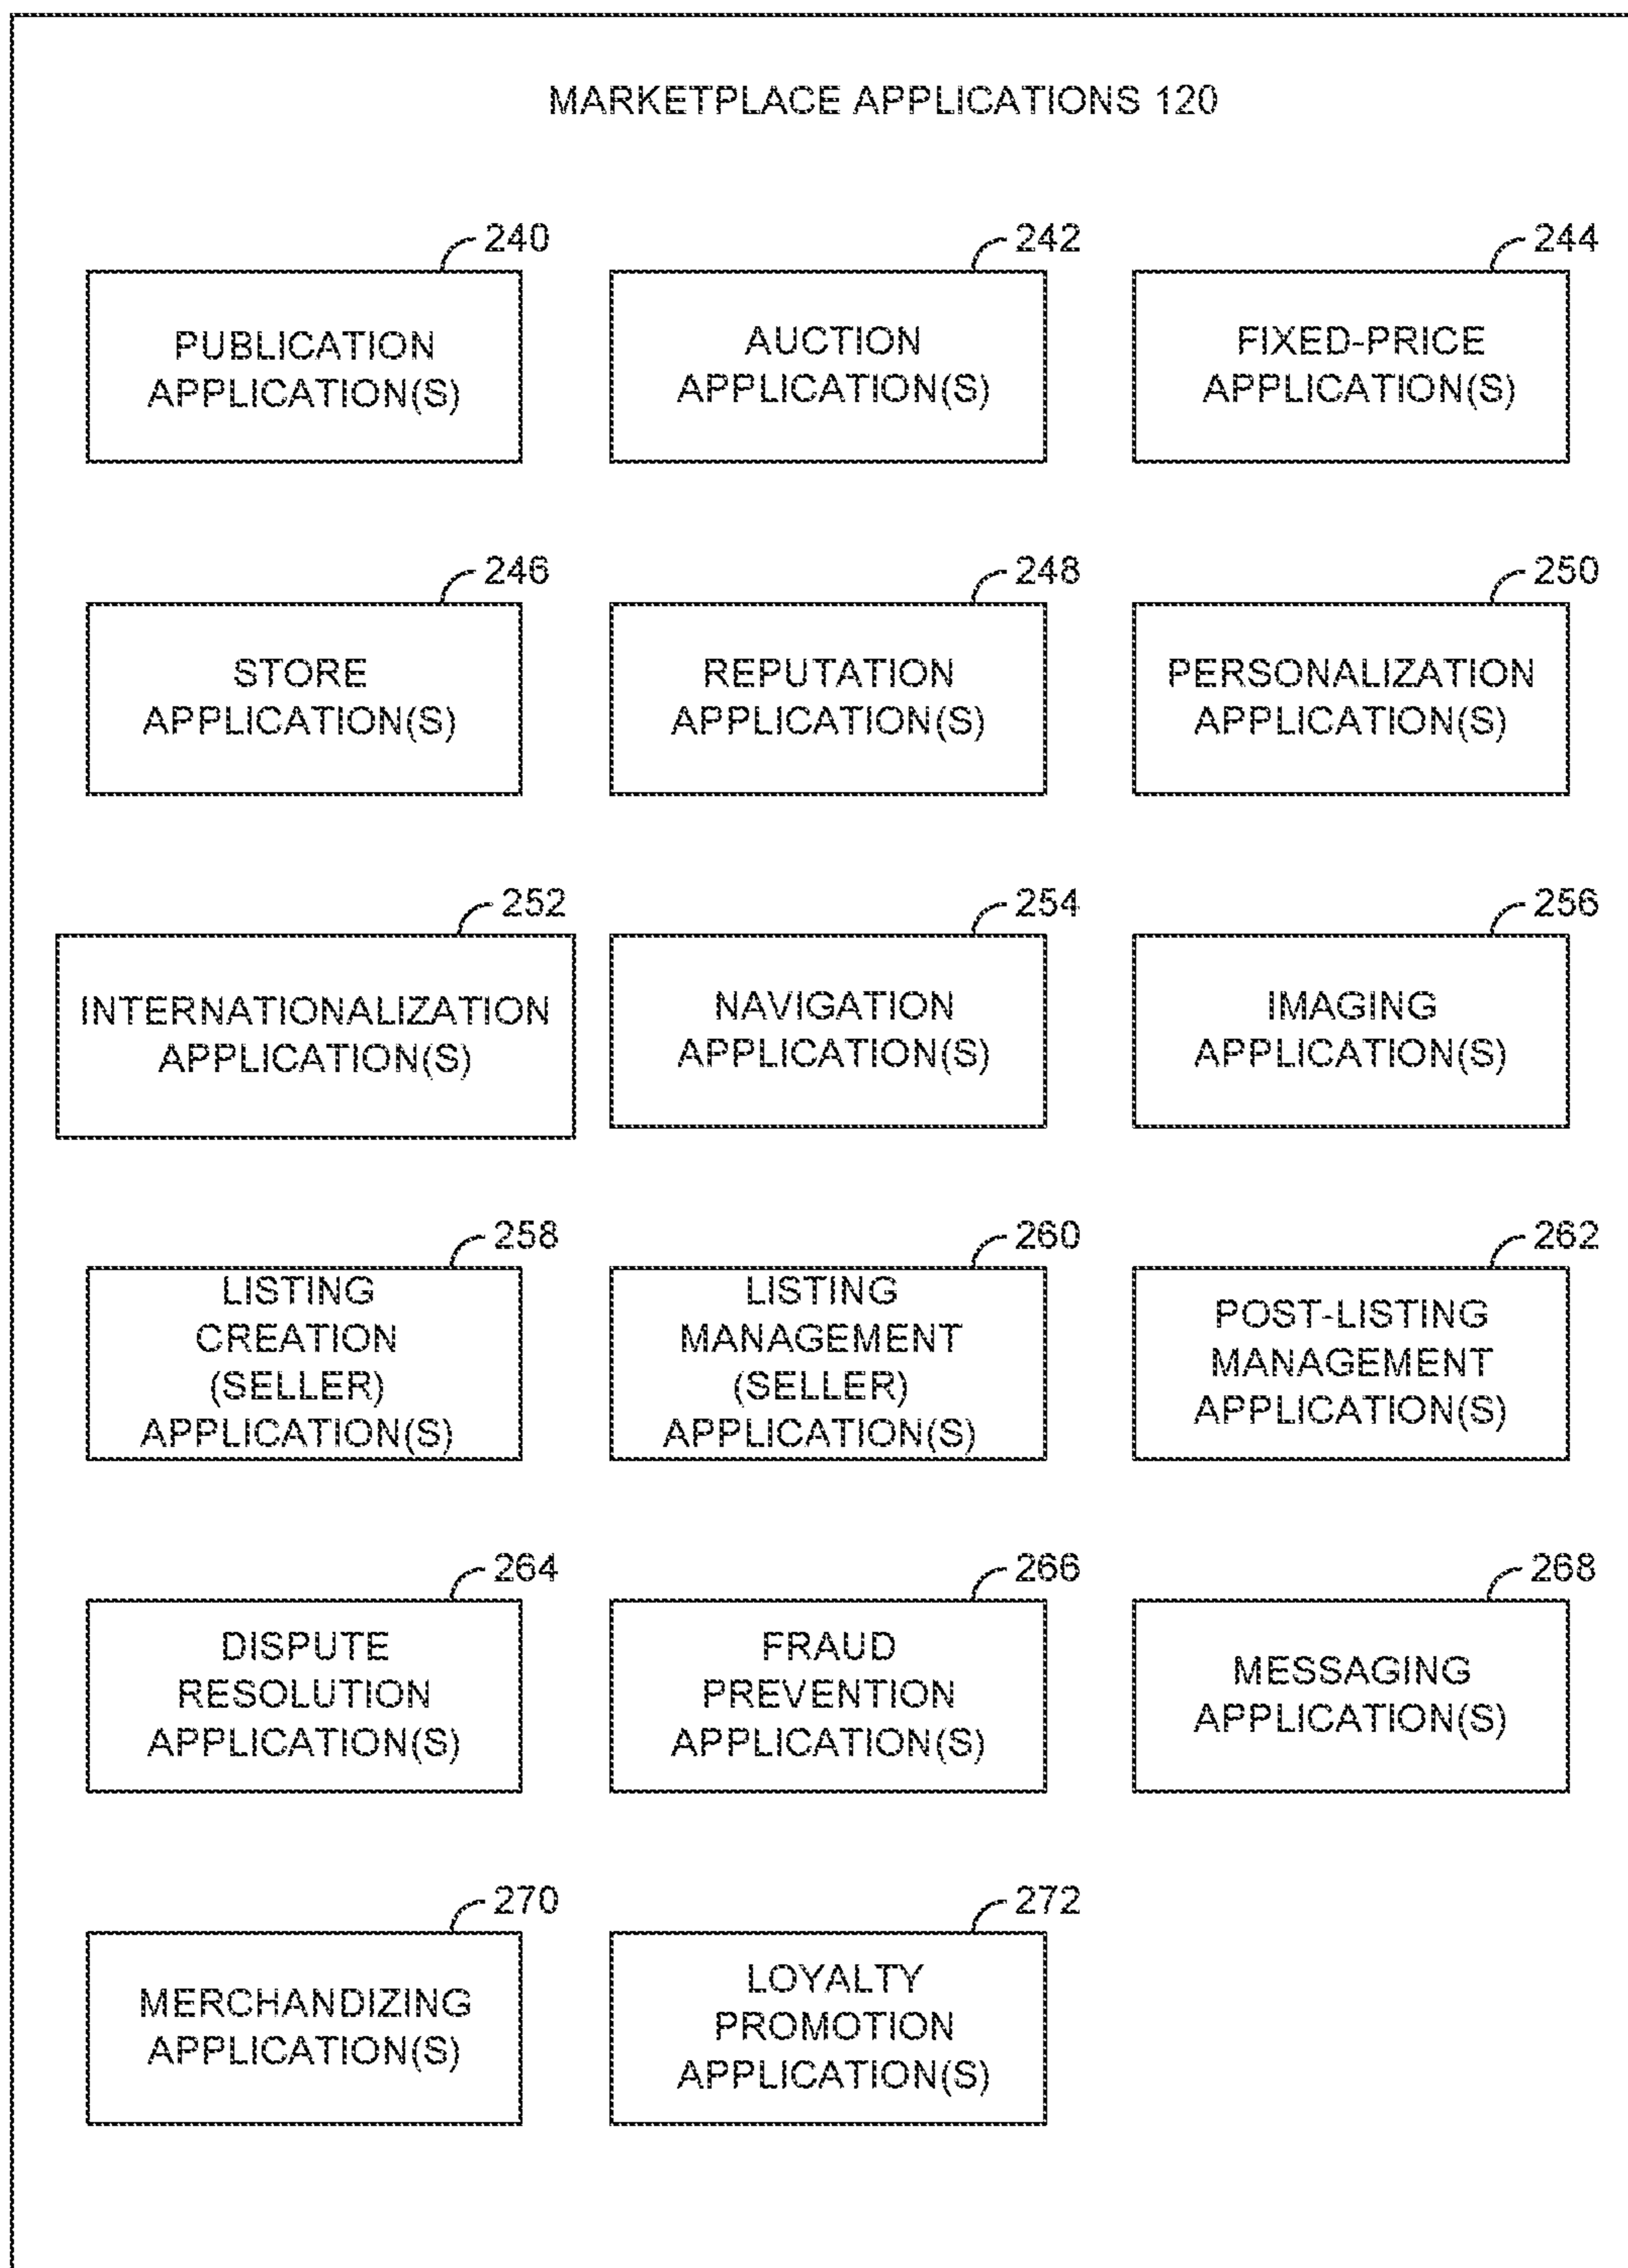 MARKETPLACE APPLICATIONS 120
240
PUBLICATION
APPLICATION(S)
242
AUCTION
APPLICATION(S)
244
FIXED-PRICE
APPLICATION(S)
246
STORE
APPLICATION(S)
248
REPUTATION
APPLICATION(S)
250
PERSONALIZATION
APPLICATION(S)
252
INTERNATIONALIZATION
APPLICATION(S)
254
NAVIGATION
APPLICATION(S)
256
IMAGING
APPLICATION(S)
258
LISTING
CREATION
(SELLER)
APPLICATION(S)
260
LISTING
MANAGEMENT
(SELLER)
APPLICATION(S)
262
POST-LISTING
MANAGEMENT
APPLICATION(S)
264
DISPUTE
RESOLUTION
APPLICATION(S)
266
FRAUD
PREVENTION
APPLICATION(S)
268
MESSAGING
APPLICATION(S)
270
MERCHANDIZING
APPLICATION(S)
272
LOYALTY
PROMOTION
APPLICATION(S)